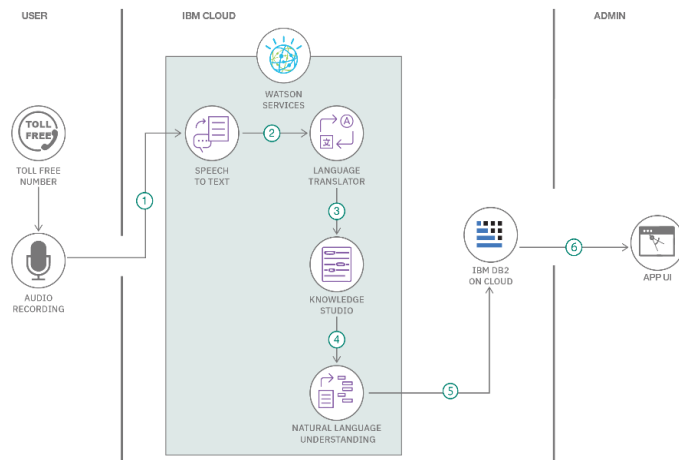 USER
IBM CLOUD
ADMIN
WATSON
SERVICES
TOLL
FREE
TOLL FREE
NUMBER
1
SPEECH
TO TEXT
2
A
文
LANGUAGE
TRANSLATOR
3
AUDIO
RECORDING
KNOWLEDGE
STUDIO
4
NATURAL LANGUAGE
UNDERSTANDING
5
IBM DB2
ON CLOUD
6
APP UI